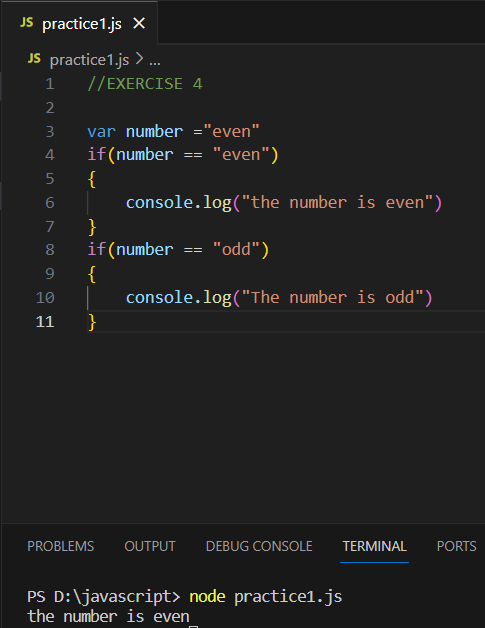 JS practice1.js ×
JS practice1.js > ...
1 //EXERCISE 4
2
3 var number ="even"
4 if(number == "even")
5 {
6 console.log("the number is even")
7 }
8 if(number == "odd")
9 {
10 console.log("The number is odd")
11 }
PROBLEMS OUTPUT DEBUG CONSOLE TERMINAL PORTS
PS D:\javascript> node practice1.js
the number is even